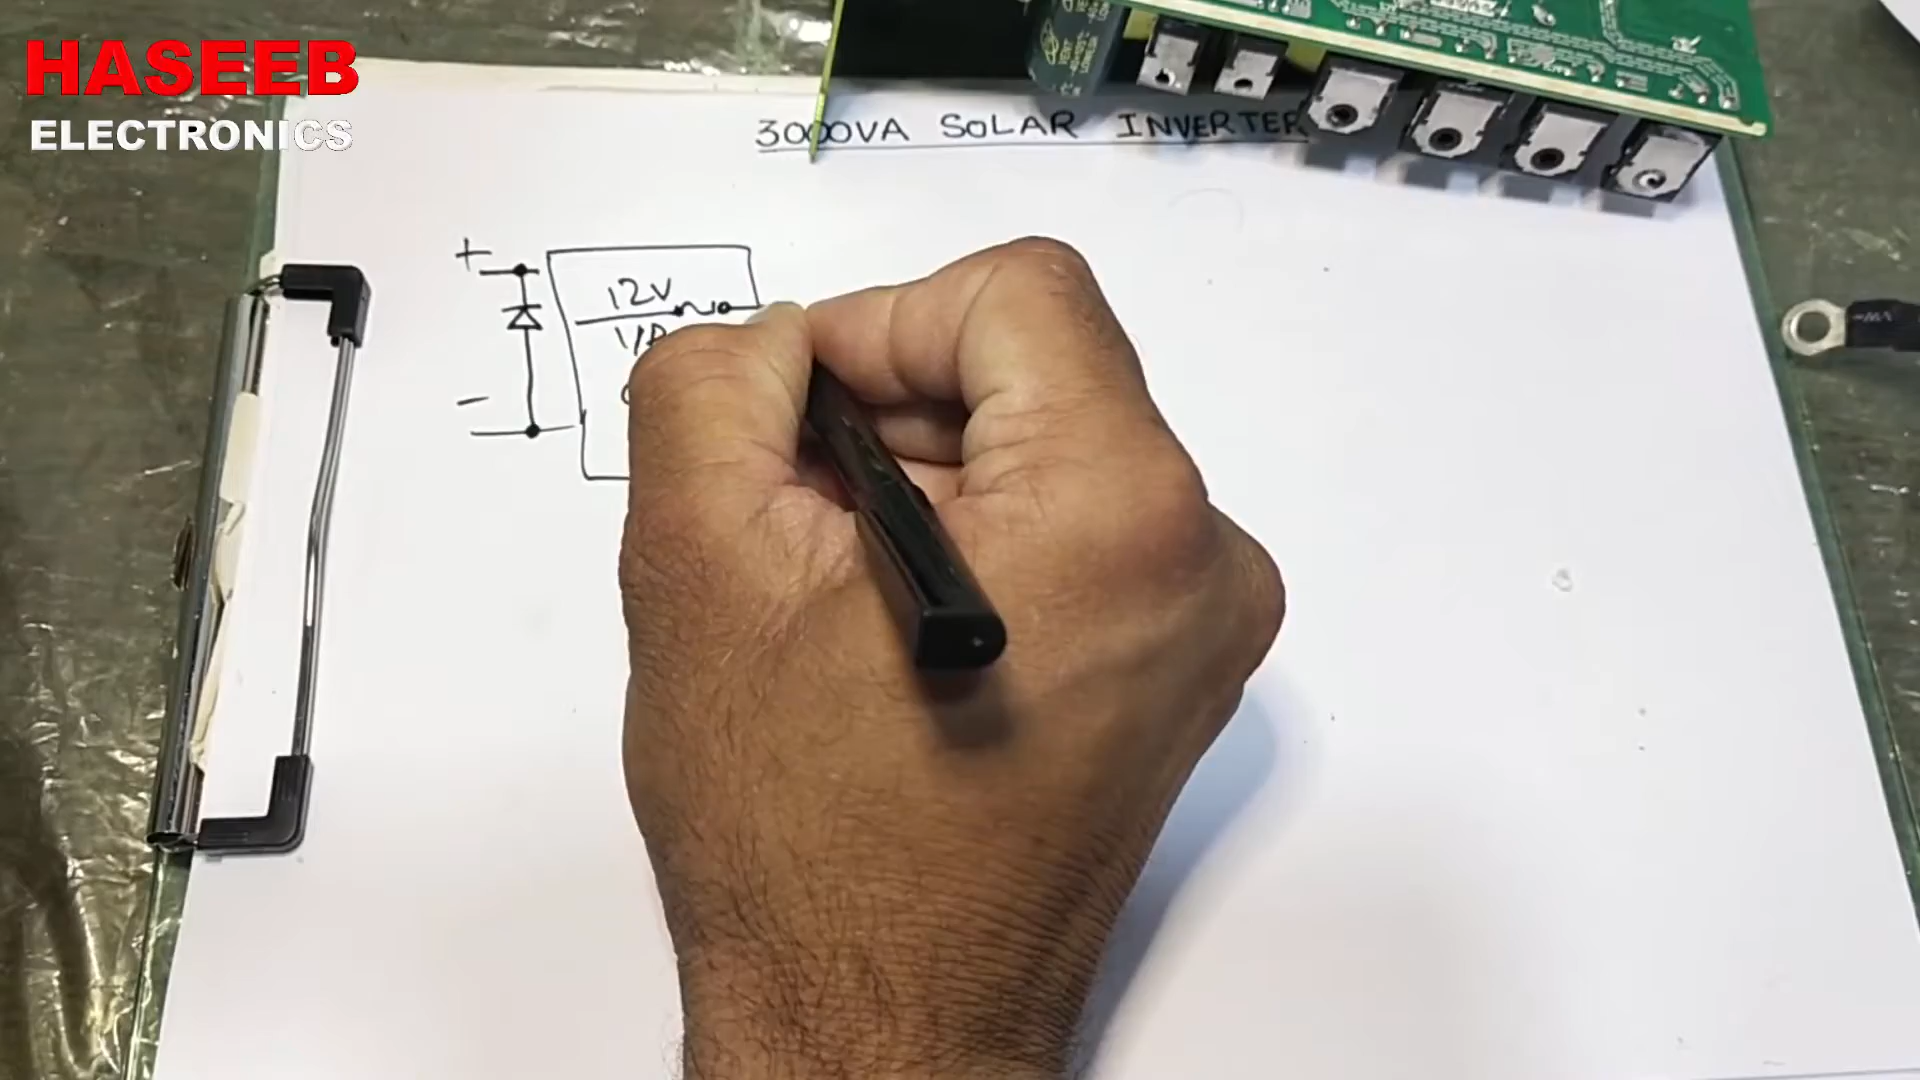 HASEEB
ELECTRONICS
3000VA SOLAR INVERTER
+
12V
-